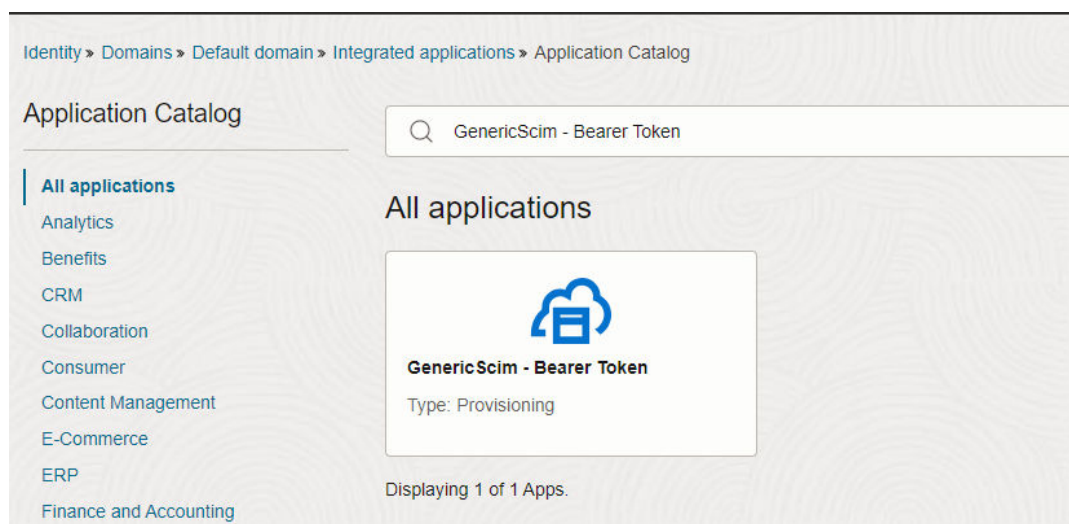 Identity » Domains » Default domain » Integrated applications » Application Catalog
Application Catalog
All applications
Analytics
Benefits
CRM
Collaboration
Consumer
Content Management
E-Commerce
ERP
Finance and Accounting
GenericScim - Bearer Token
All applications
GenericScim - Bearer Token
Type: Provisioning
Displaying 1 of 1 Apps.